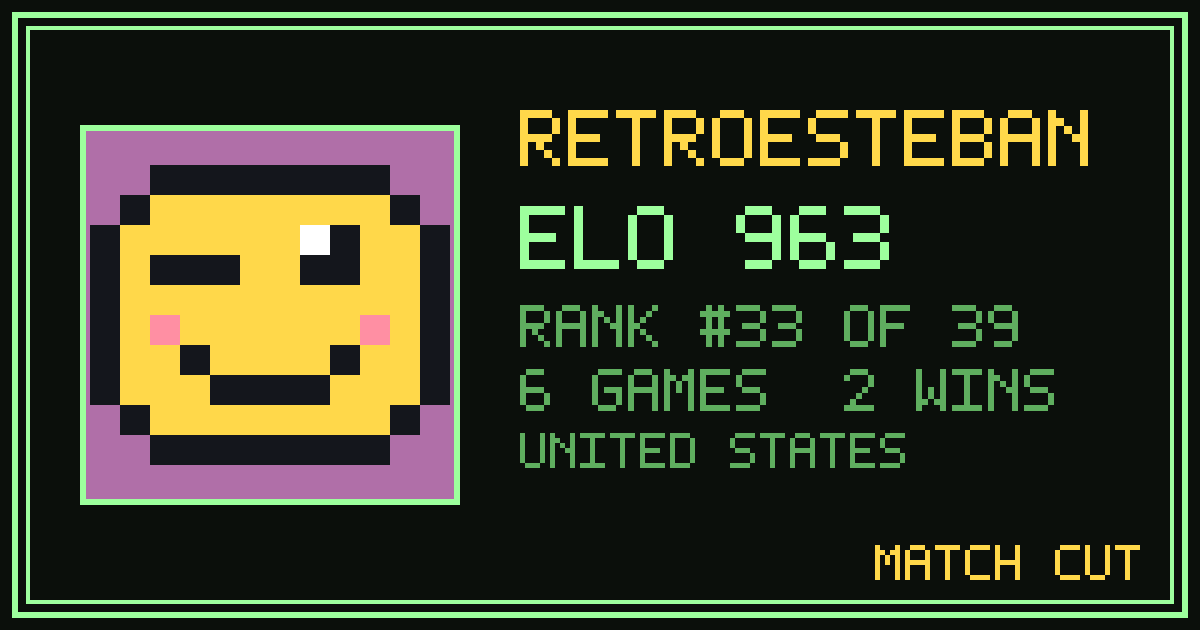 RETROESTEBAN
ELO 963
RANK #33 OF 39
6 GAMES 2 WINS
UNITED STATES
MATCH CUT